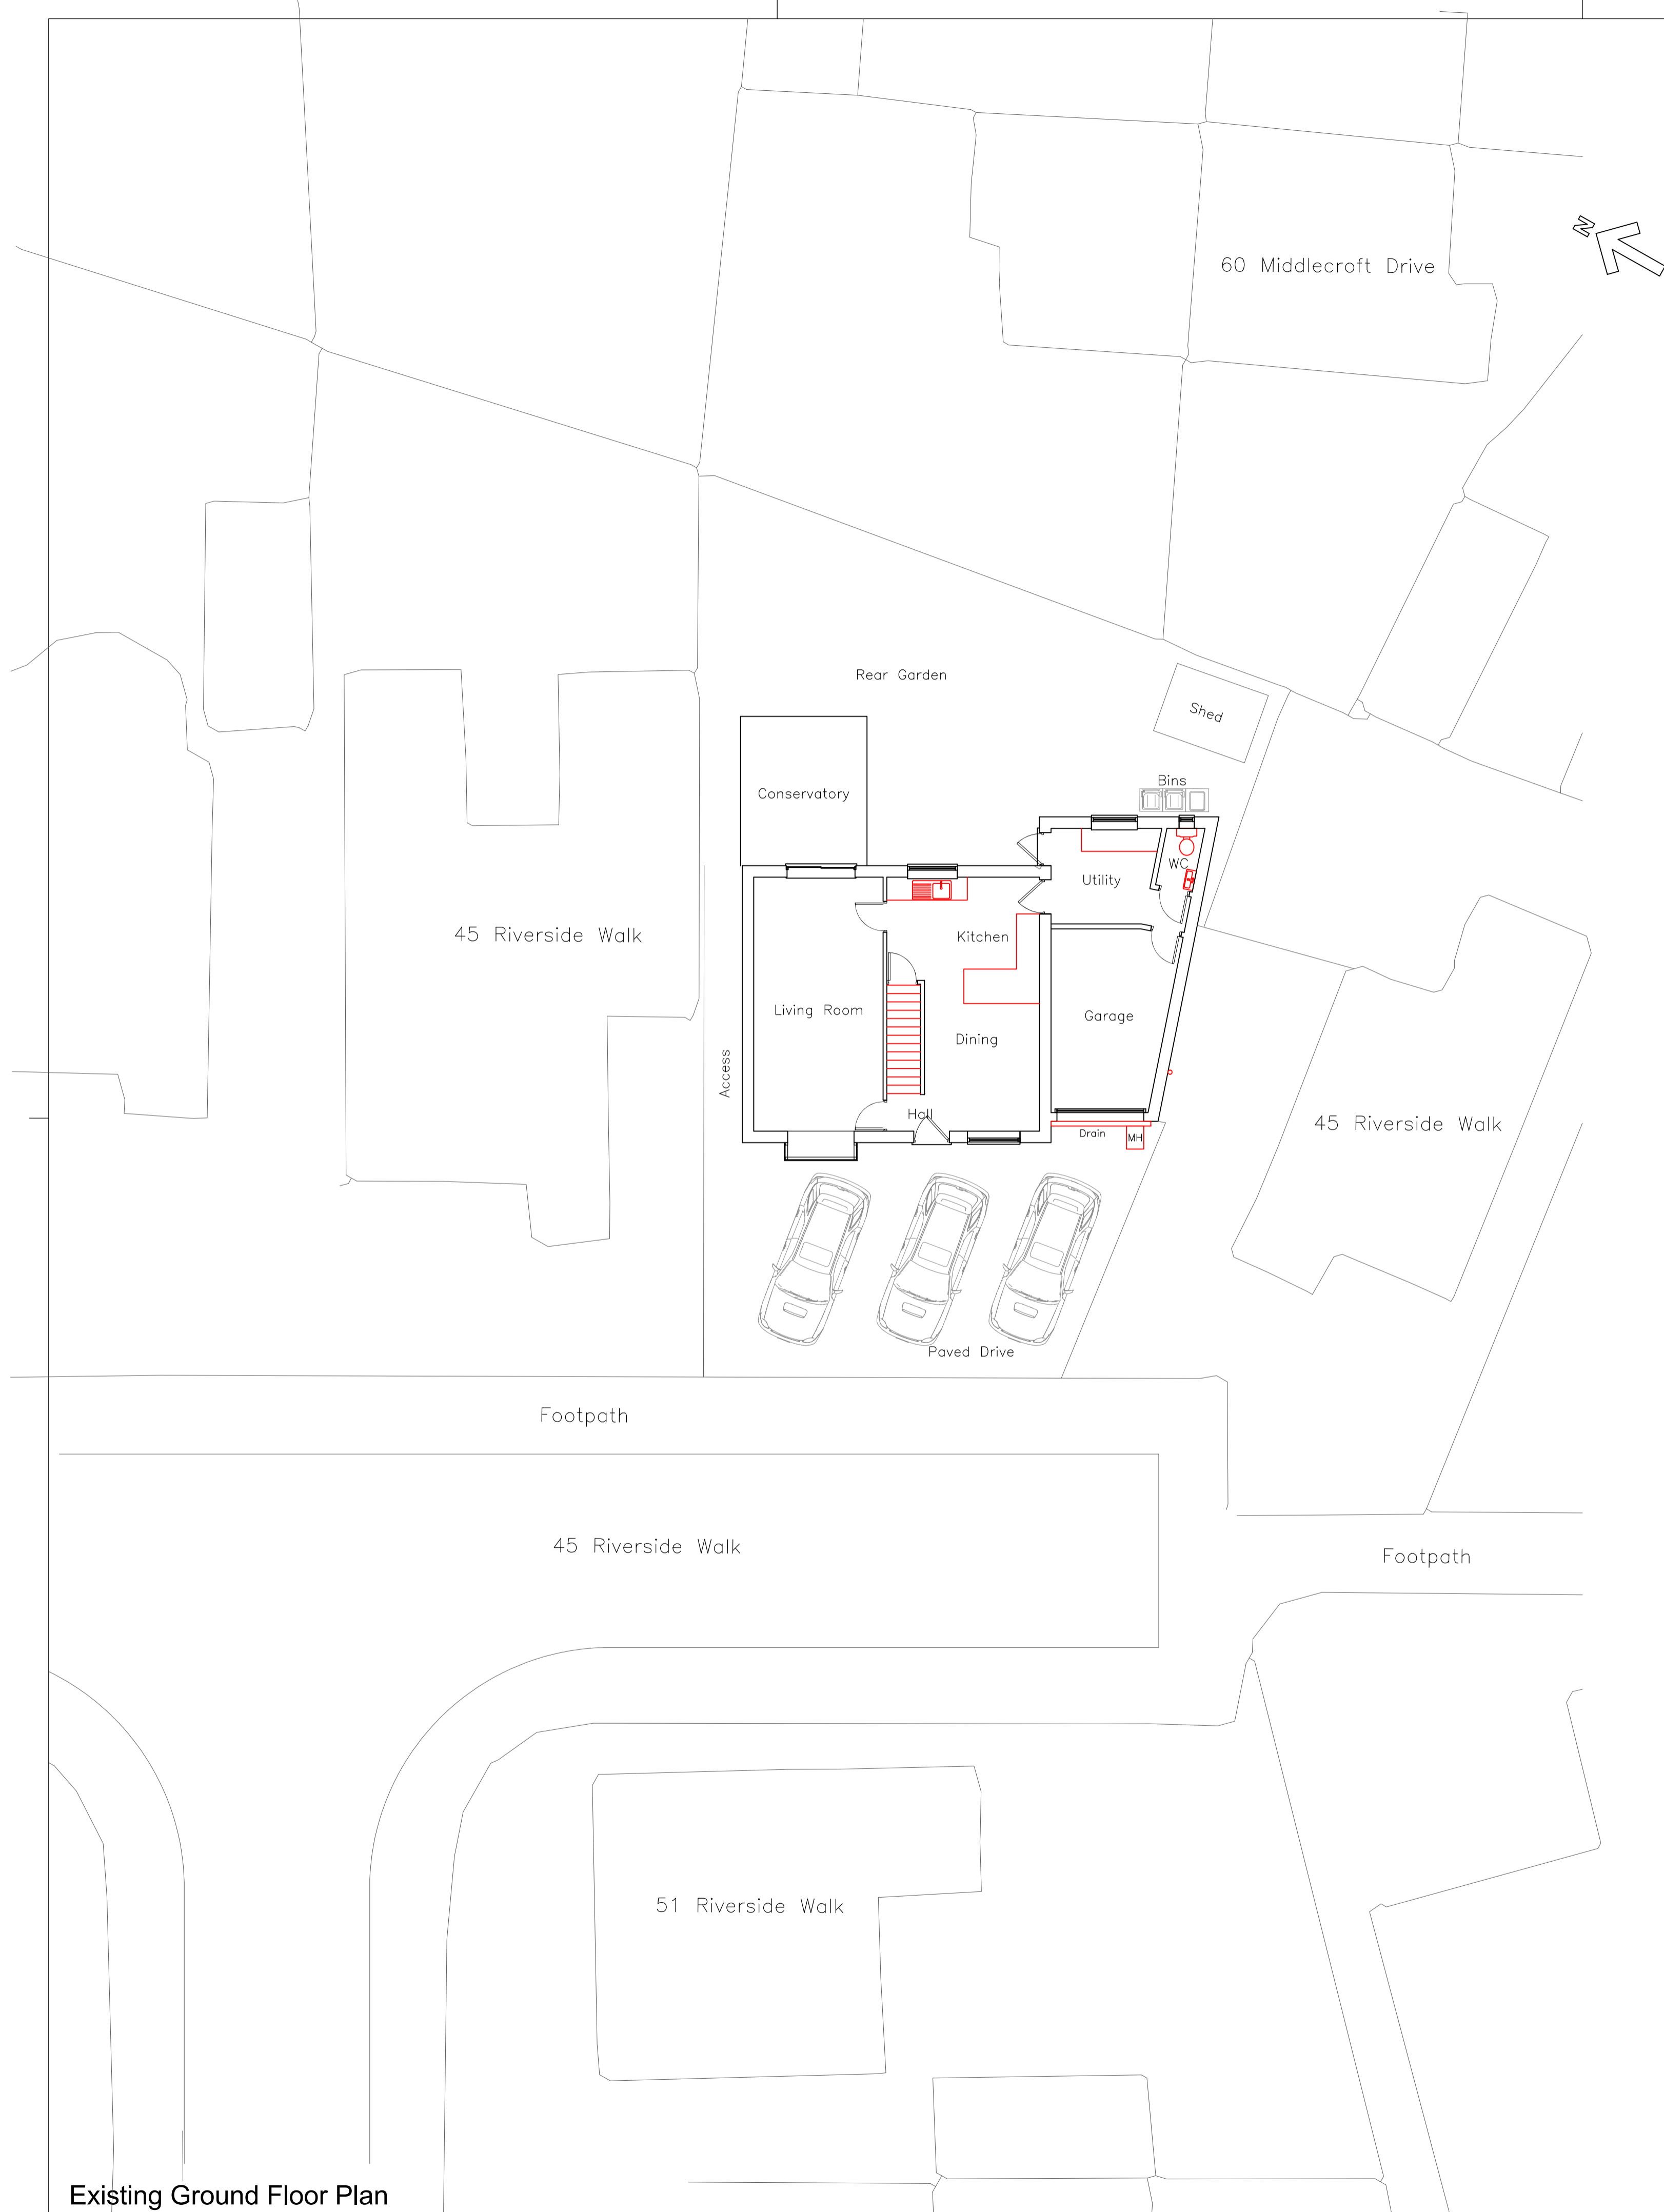 N
60 Middlecroft Drive
Rear Garden
Shed
Bins
Conservatory
WC
Utility
45 Riverside Walk
Kitchen
Living Room
Garage
Dining
Access
Hall
45 Riverside Walk
Drain
MH
Paved Drive
Footpath
45 Riverside Walk
Footpath
51 Riverside Walk
Existing Ground Floor Plan